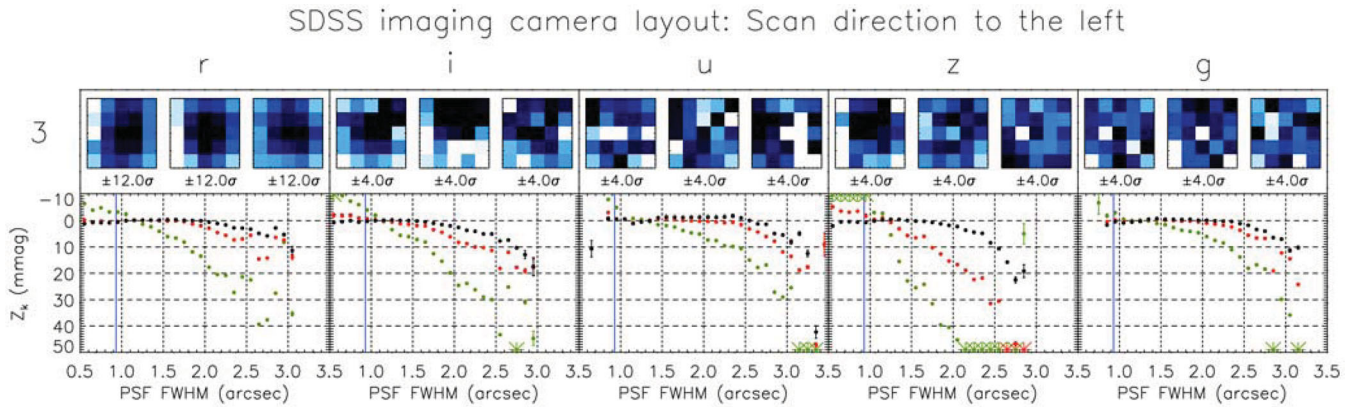 SDSS imaging camera layout: Scan direction to the left
r i u z g
3
±12.0σ ±12.0σ ±12.0σ ±4.0σ ±4.0σ ±4.0σ ±4.0σ ±4.0σ ±4.0σ ±4.0σ ±4.0σ ±4.0σ ±4.0σ ±4.0σ ±4.0σ
Z_k (mmag)
-10
0
10
20
30
40
50
0.5 1.0 1.5 2.0 2.5 3.0 3.5 1.0 1.5 2.0 2.5 3.0 3.5 1.0 1.5 2.0 2.5 3.0 3.5 1.0 1.5 2.0 2.5 3.0 3.5 1.0 1.5 2.0 2.5 3.0 3.5
PSF FWHM (arcsec) PSF FWHM (arcsec) PSF FWHM (arcsec) PSF FWHM (arcsec) PSF FWHM (arcsec)